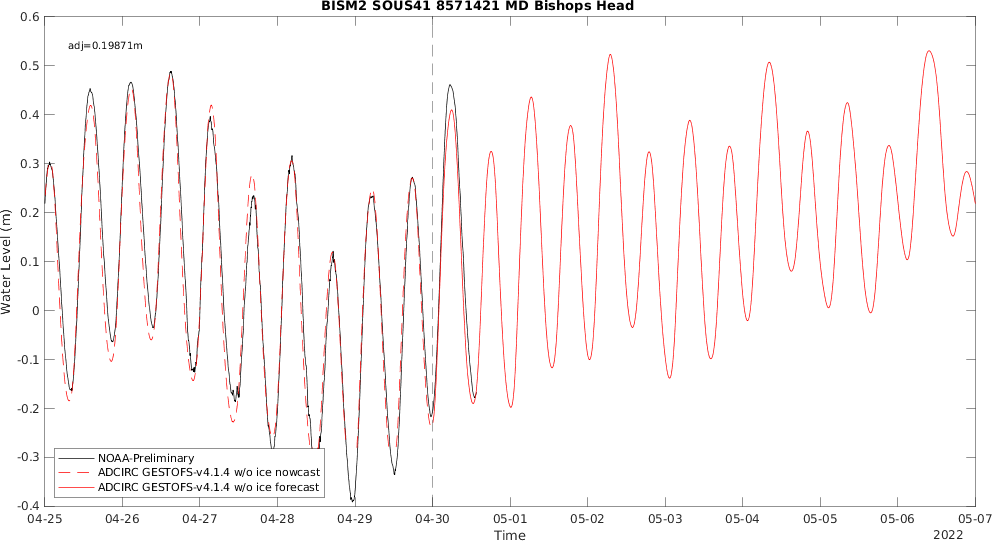 BISM2 SOUS41 8571421 MD Bishops Head
adj=0.19871m
Water Level (m)
0.6
0.5
0.4
0.3
0.2
0.1
0
-0.1
-0.2
-0.3
-0.4
NOAA-Preliminary
ADCIRC GESTOFS-v4.1.4 w/o ice nowcast
ADCIRC GESTOFS-v4.1.4 w/o ice forecast
04-25 04-26 04-27 04-28 04-29 04-30 05-01 05-02 05-03 05-04 05-05 05-06 05-07
Time
2022